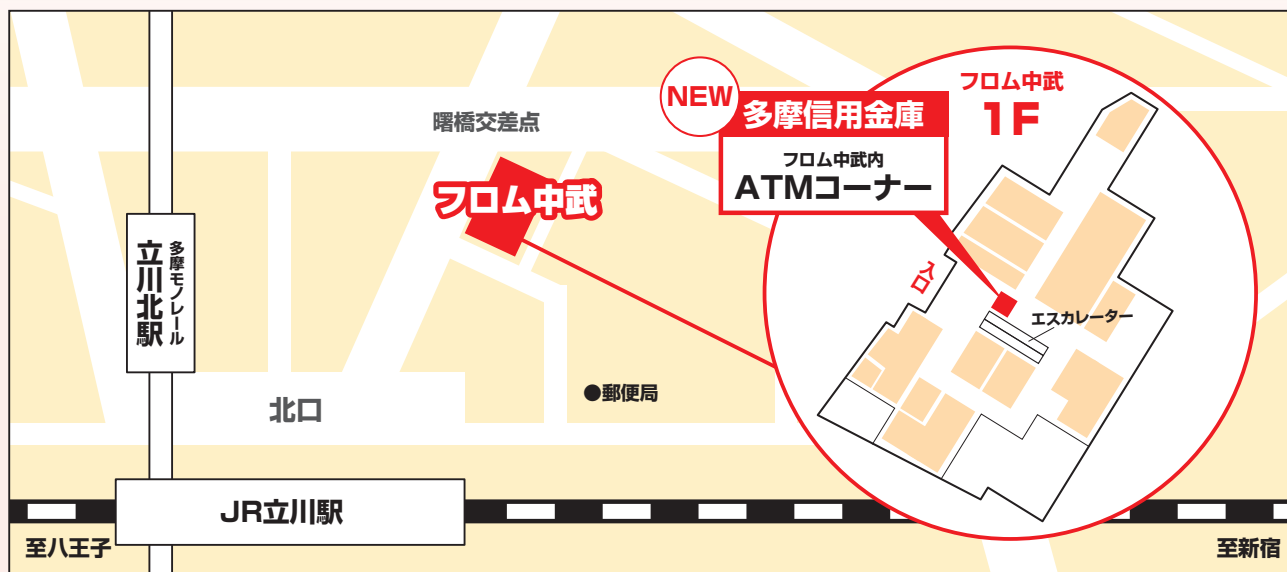 曙橋交差点
フロム中武
多摩モノレール
立川北駅
北口
●郵便局
JR立川駅
至八王子
至新宿
NEW
多摩信用金庫
フロム中武内
ATMコーナー
フロム中武
1F
入口
エスカレーター